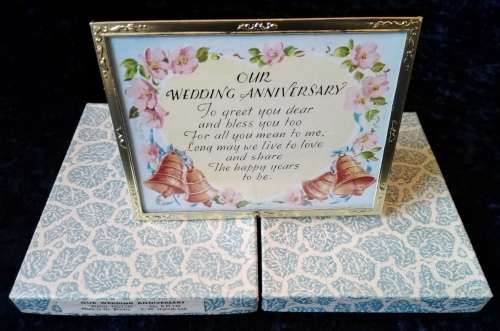 OUR
WEDDING ANNIVERSARY
To greet you dear
and bless you too
For all you mean to me,
Long may we live to love
and share
The happy years
to be.
OUR WEDDING ANNIVERSARY